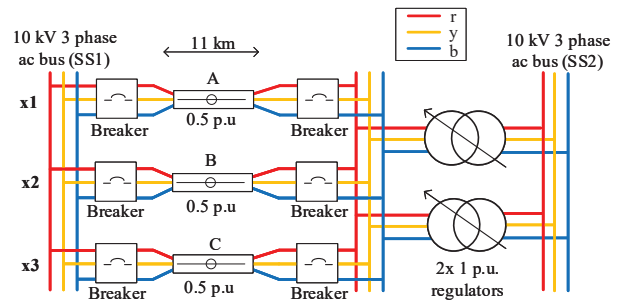 10 kV 3 phase
ac bus (SS1)
11 km
r
y
b
10 kV 3 phase
ac bus (SS2)
x1
A
Breaker
0.5 p.u
Breaker
x2
B
Breaker
0.5 p.u
Breaker
x3
C
Breaker
0.5 p.u
Breaker
2x 1 p.u.
regulators